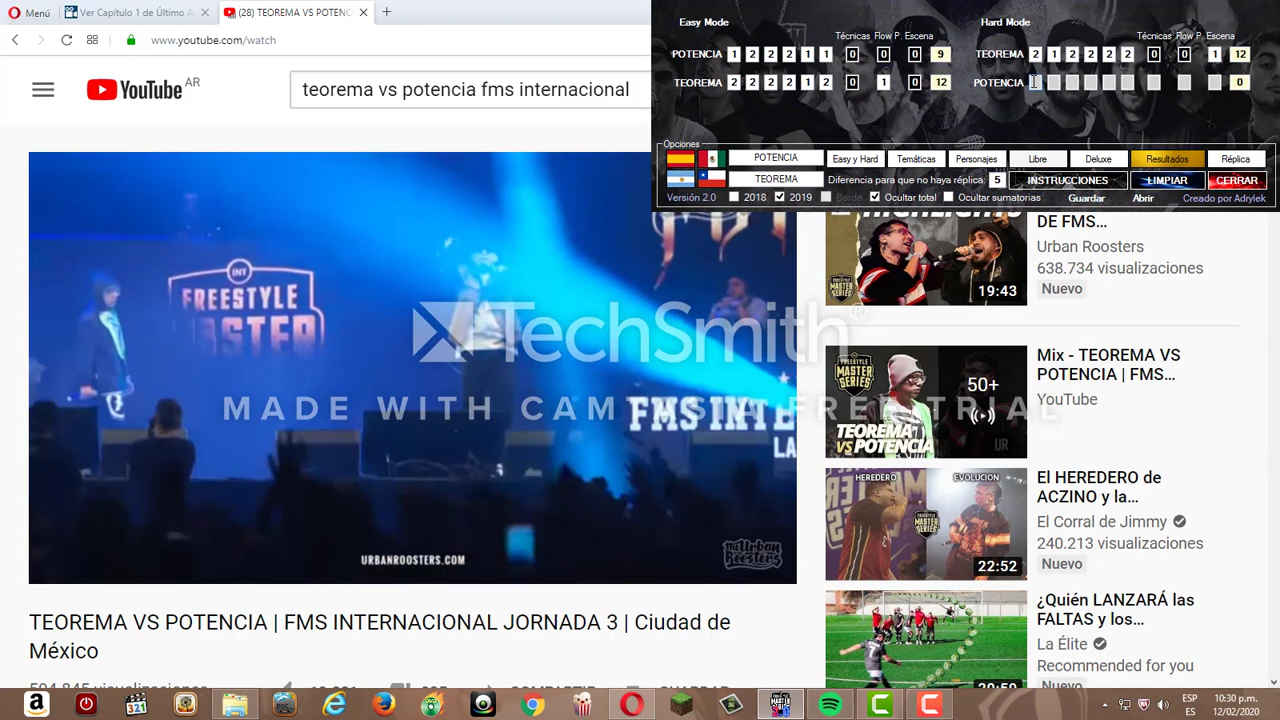 Menú
Ver Capítulo 1 de Último A
(28) TEOREMA VS POTENC
www.youtube.com/watch
YouTube AR
teorema vs potencia fms internacional
Easy Mode
Técnicas Flow P. Escena
POTENCIA 1 2 2 2 1 1 0 0 0 9
TEOREMA 2 2 2 2 1 2 0 1 0 12
Hard Mode
Técnicas Flow P. Escena
TEOREMA 2 1 2 2 2 2 0 0 1 12
POTENCIA 0
Opciones
POTENCIA Easy y Hard Temáticas Personajes Libre Deluxe Resultados Réplica
TEOREMA Diferencia para que no haya réplica: 5 INSTRUCCIONES LIMPIAR CERRAR
Versión 2.0 2018 2019 Ocultar total Ocultar sumatorias Guardar Abrir Creado por Adrylek
INT
FREESTYLE
MASTER
FMS INTE
LA
URBANROOSTERS.COM
Urban
Roosters
TechSmith
MADE WITH CAMTASIA FREE TRIAL
DE FMS...
Urban Roosters
638.734 visualizaciones
Nuevo
19:43
Mix - TEOREMA VS
POTENCIA | FMS...
YouTube
50+
FREESTYLE
MASTER
SERIES
TEOREMA
VS POTENCIA
UR
El HEREDERO de
ACZINO y la...
El Corral de Jimmy
240.213 visualizaciones
Nuevo
HEREDERO
EVOLUCION
22:52
¿Quién LANZARÁ las
FALTAS y los...
La Élite
Recommended for you
TEOREMA VS POTENCIA | FMS INTERNACIONAL JORNADA 3 | Ciudad de
México
321
ESP
ES
10:30 p.m.
12/02/2020